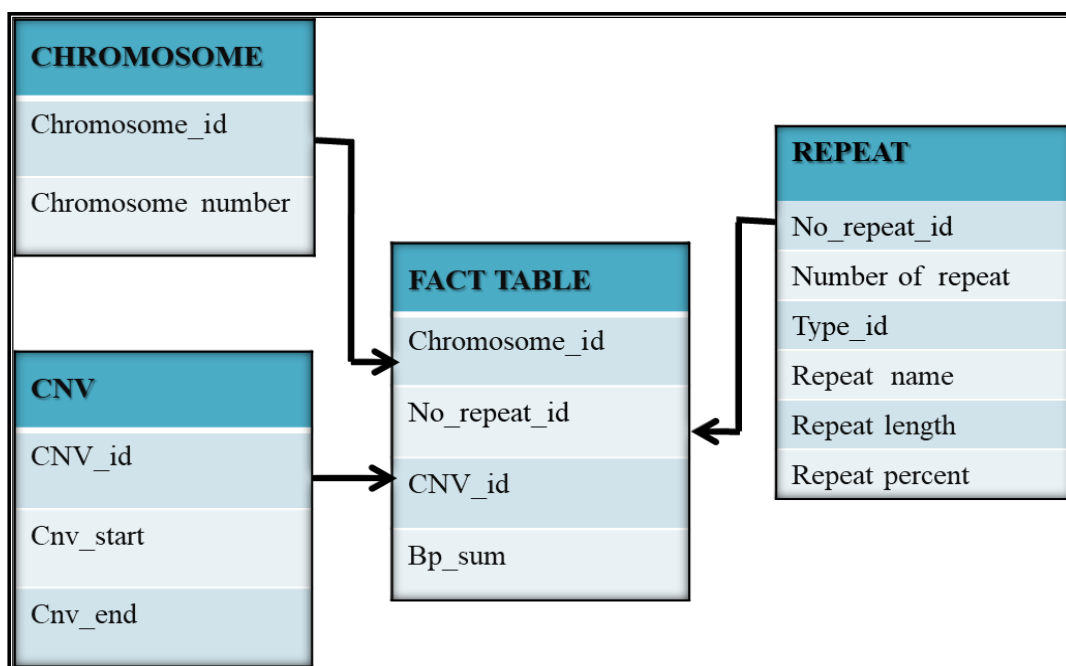 CHROMOSOME
Chromosome_id
Chromosome number
CNV
CNV_id
Cnv_start
Cnv_end
FACT TABLE
Chromosome_id
No_repeat_id
CNV_id
Bp_sum
REPEAT
No_repeat_id
Number of repeat
Type_id
Repeat name
Repeat length
Repeat percent